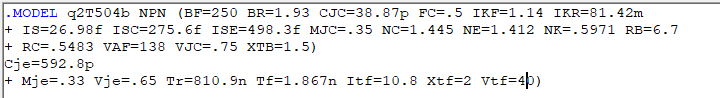 .MODEL q2T504b NPN (BF=250 BR=1.93 CJC=38.87p FC=.5 IKF=1.14 IKR=81.42m
+ IS=26.98f ISC=275.6f ISE=498.3f MJC=.35 NC=1.445 NE=1.412 NK=.5971 RB=6.7
+ RC=.5483 VAF=138 VJC=.75 XTB=1.5)
Cje=592.8p
+ Mje=.33 Vje=.65 Tr=810.9n Tf=1.867n Itf=10.8 Xtf=2 Vtf=40)